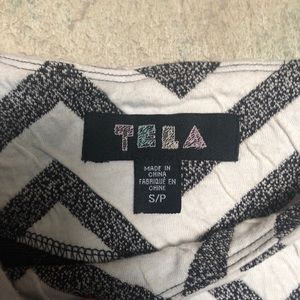 TELA
MADE IN
CHINA
FABRIQUÉ EN
CHINE
S/P